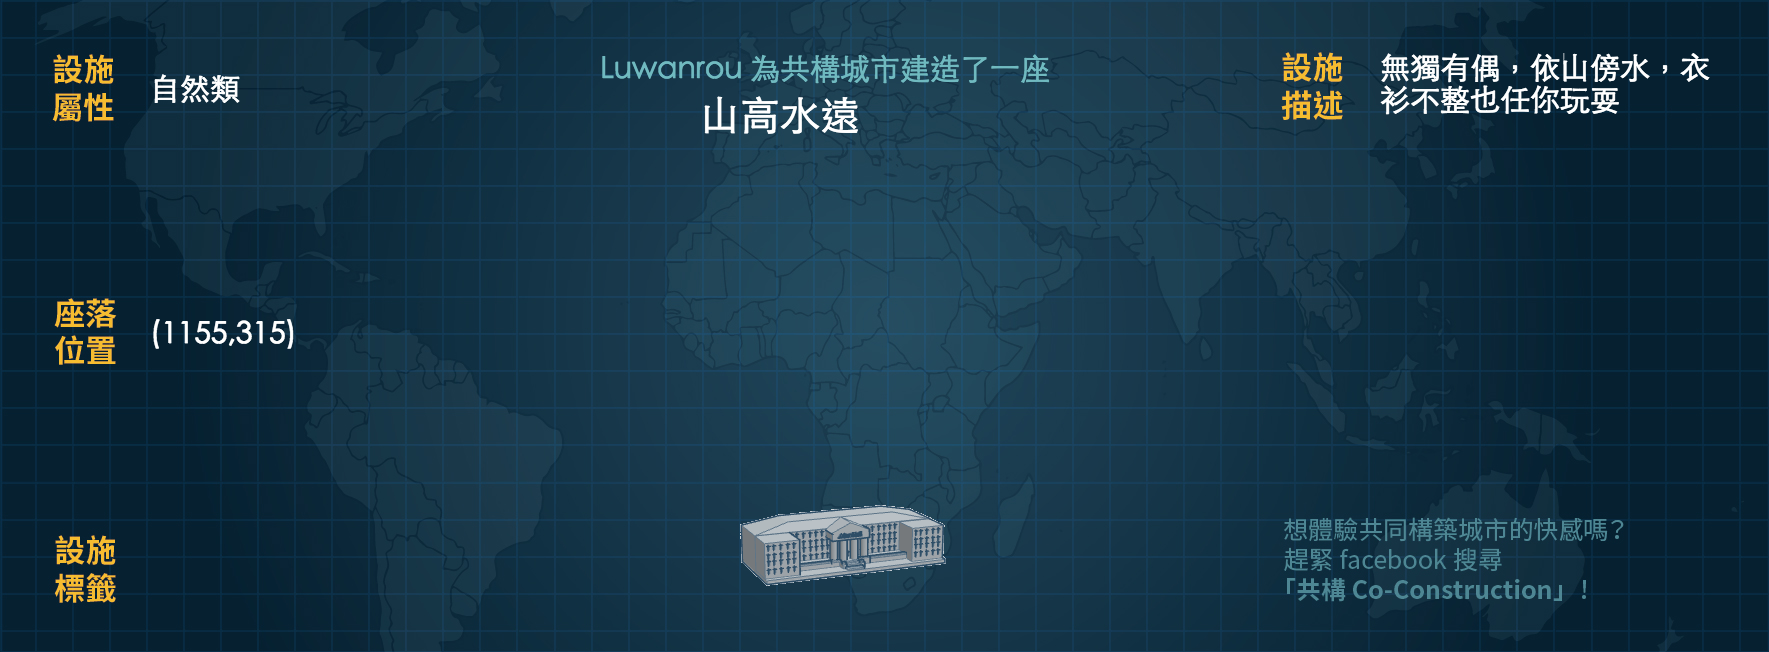 設施
屬性
自然類
Luwanrou 為共構城市建造了一座
山高水遠
設施
描述
無獨有偶，依山傍水，衣
衫不整也任你玩耍
座落
位置
(1155,315)
設施
標籤
想體驗共同構築城市的快感嗎？
趕緊 facebook 搜尋
「共構 Co-Construction」！